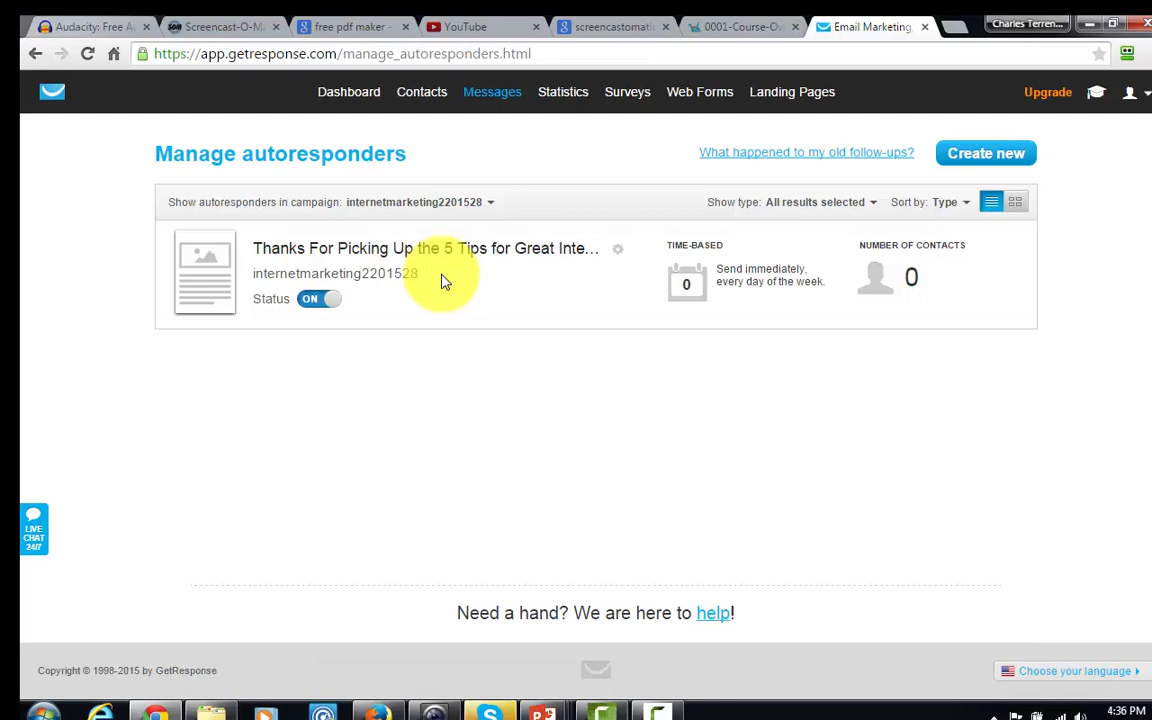 Audacity: Free Au
Screencast-O-M
free pdf maker -
YouTube
screencastomatic
0001-Course-Ov
Email Marketing,
Charles Terren...
https://app.getresponse.com/manage_autoresponders.html
Dashboard Contacts Messages Statistics Surveys Web Forms Landing Pages Upgrade
Manage autoresponders
What happened to my old follow-ups?
Create new
Show autoresponders in campaign: internetmarketing2201528
Show type: All results selected
Sort by: Type
Thanks For Picking Up the 5 Tips for Great Inte...
internetmarketing2201528
Status ON
TIME-BASED
0
Send immediately,
every day of the week.
NUMBER OF CONTACTS
0
LIVE
CHAT
24/7
Need a hand? We are here to help!
Copyright © 1998-2015 by GetResponse
Choose your language
4:36 PM